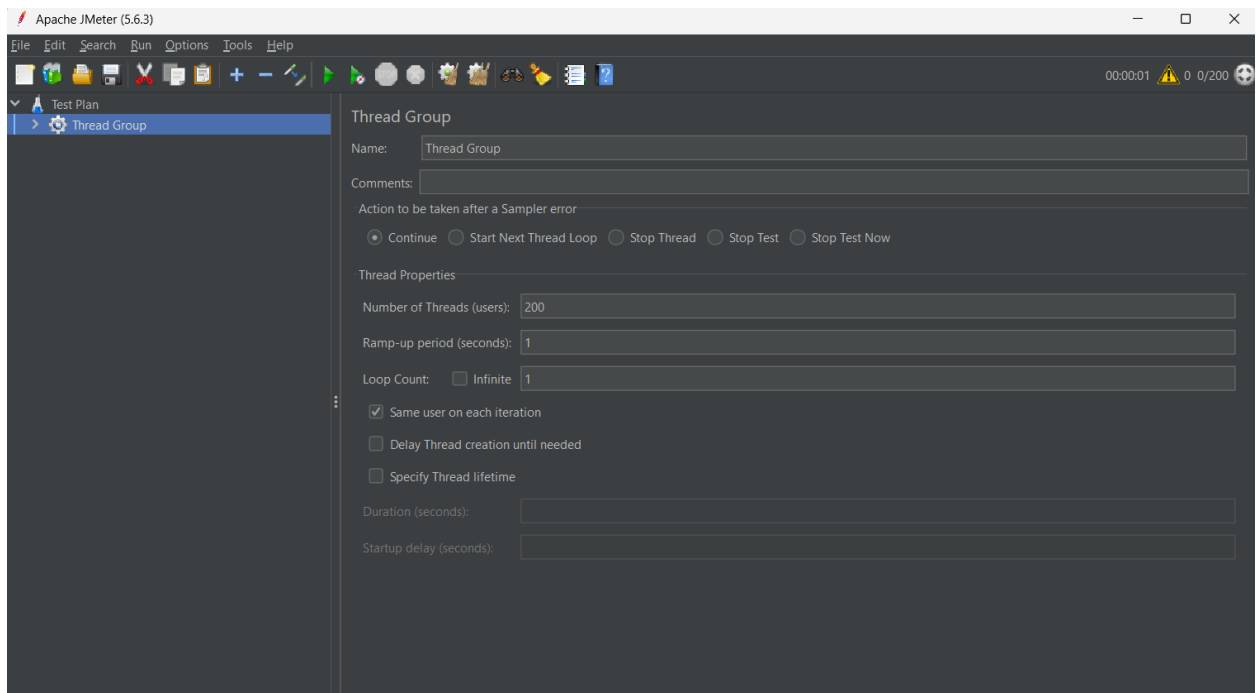 Apache JMeter (5.6.3)
File Edit Search Run Options Tools Help
00:00:01 0 0/200
Test Plan
Thread Group
Thread Group
Name: Thread Group
Comments:
Action to be taken after a Sampler error
Continue Start Next Thread Loop Stop Thread Stop Test Stop Test Now
Thread Properties
Number of Threads (users): 200
Ramp-up period (seconds): 1
Loop Count: Infinite 1
Same user on each iteration
Delay Thread creation until needed
Specify Thread lifetime
Duration (seconds):
Startup delay (seconds):